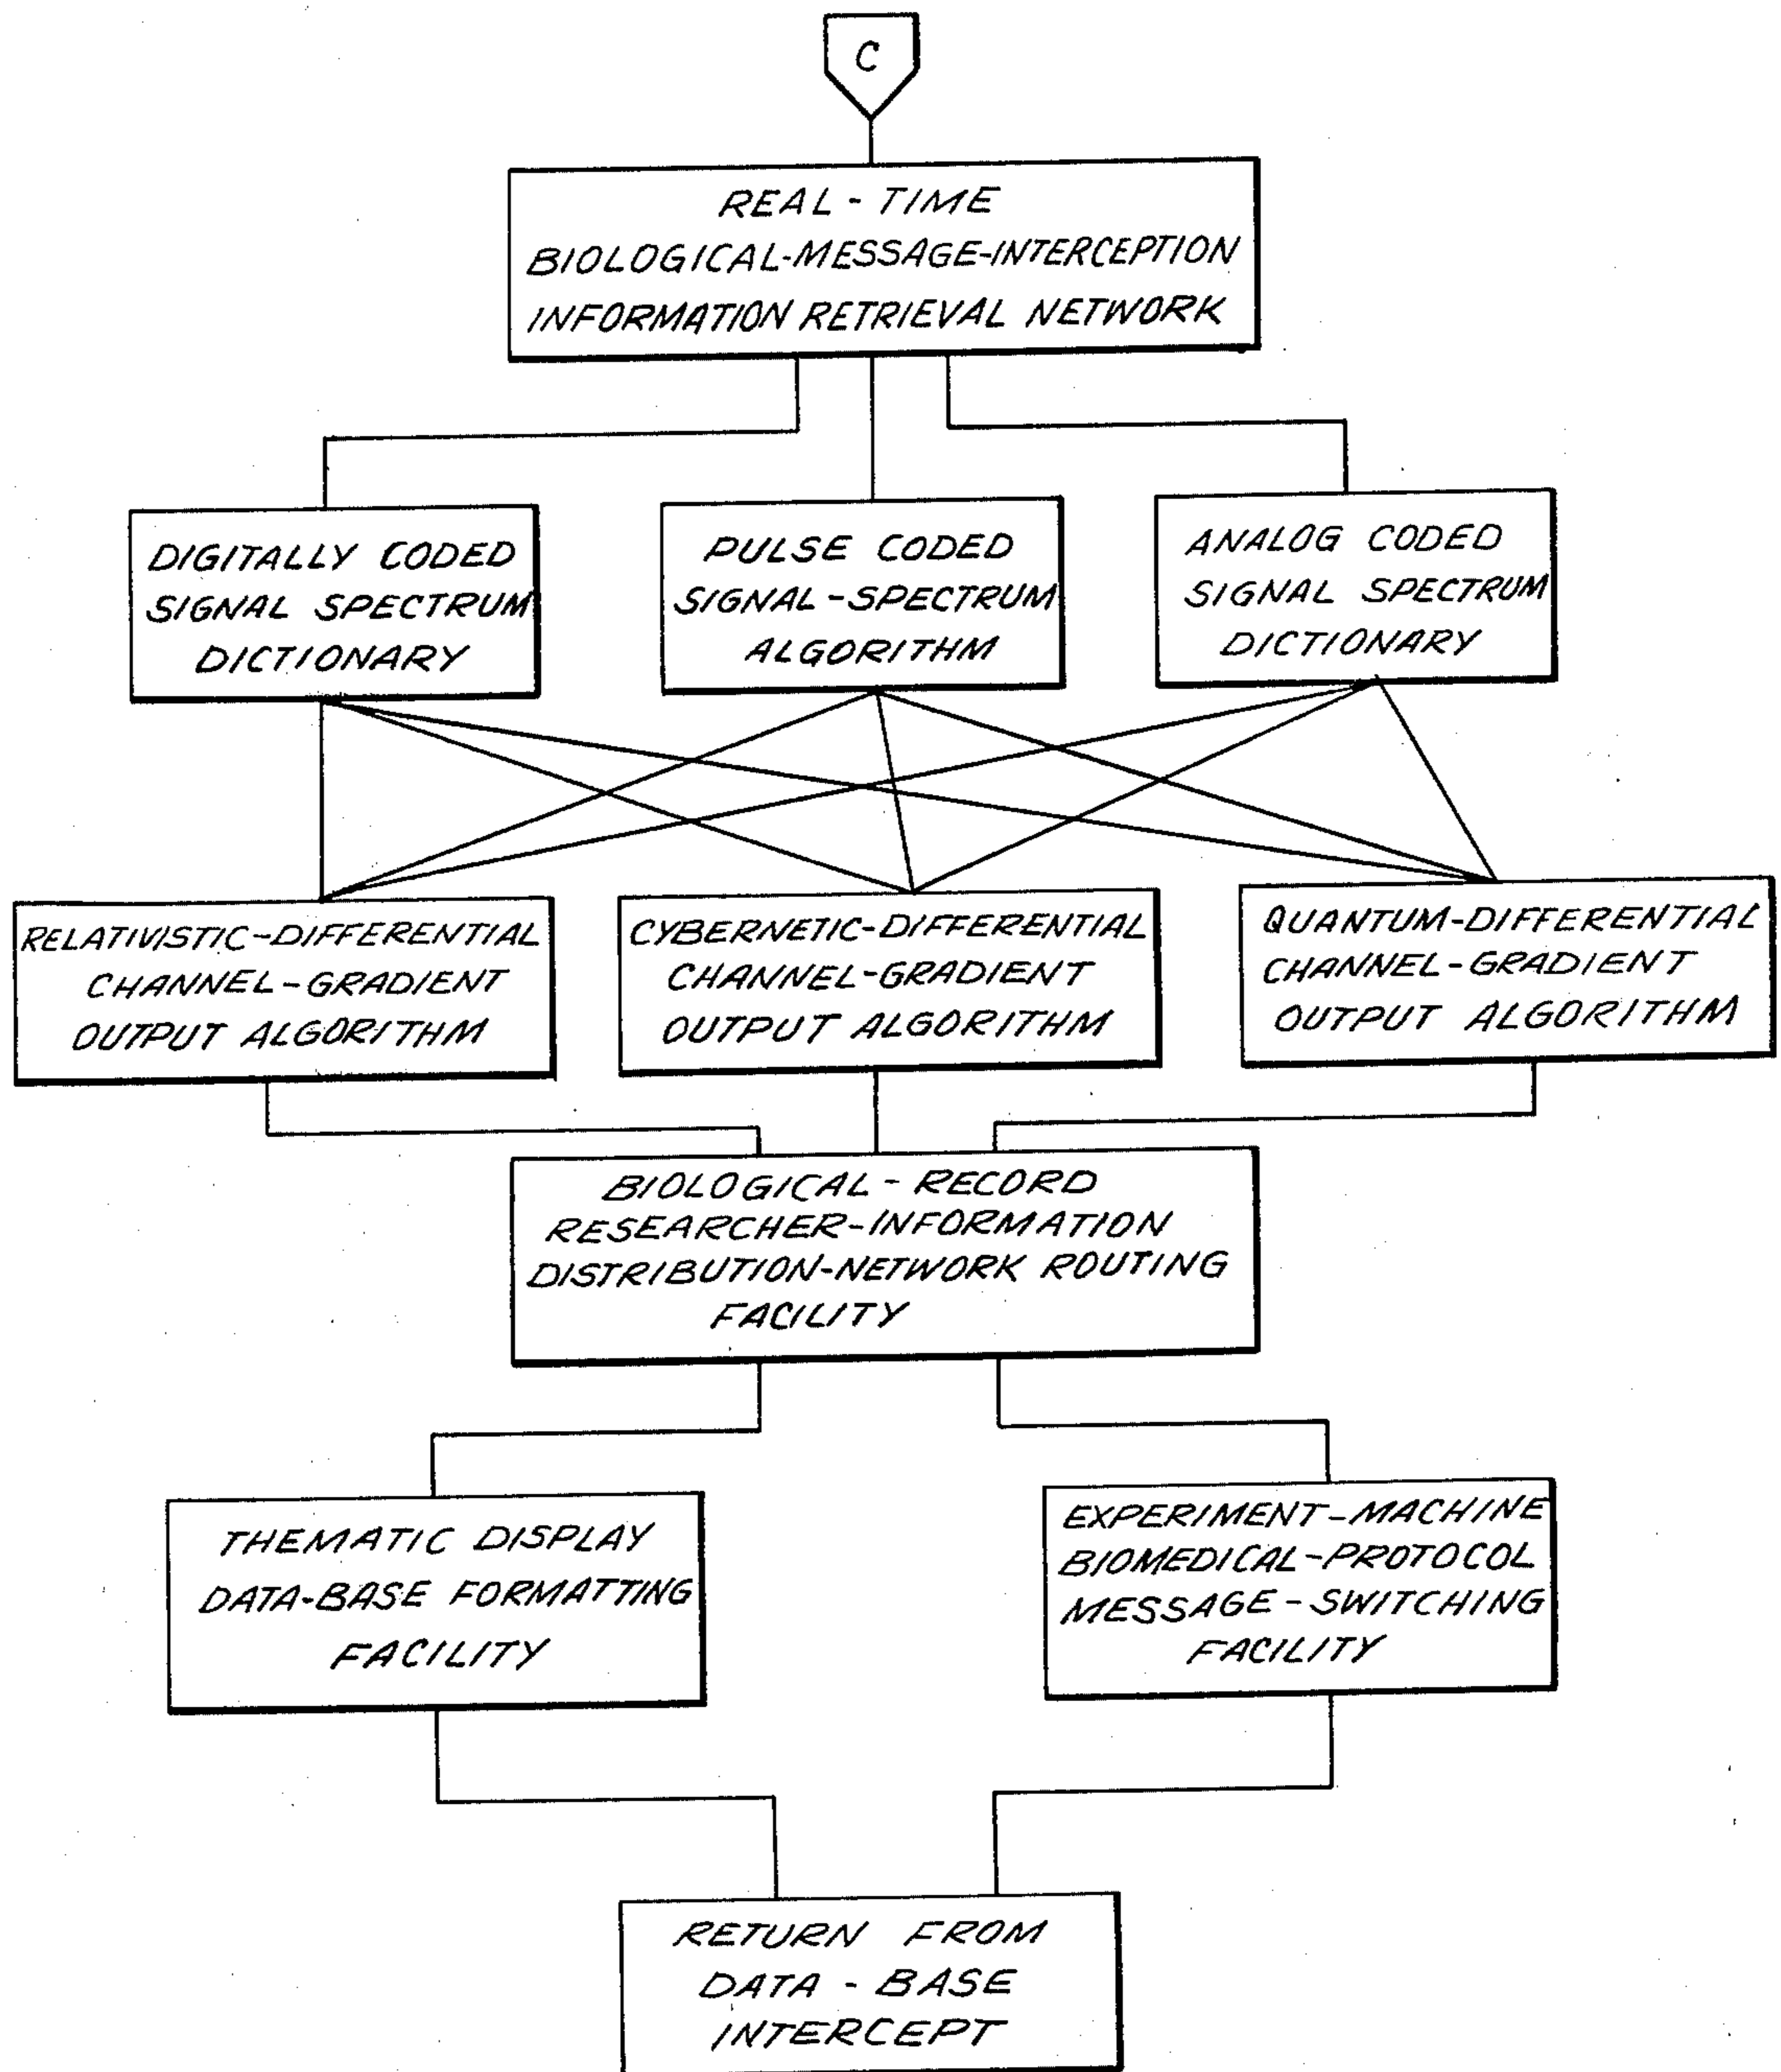 C
REAL - TIME
BIOLOGICAL-MESSAGE-INTERCEPTION
INFORMATION RETRIEVAL NETWORK
DIGITALLY CODED
SIGNAL SPECTRUM
DICTIONARY
PULSE CODED
SIGNAL-SPECTRUM
ALGORITHM
ANALOG CODED
SIGNAL SPECTRUM
DICTIONARY
RELATIVISTIC-DIFFERENTIAL
CHANNEL-GRADIENT
OUTPUT ALGORITHM
CYBERNETIC-DIFFERENTIAL
CHANNEL-GRADIENT
OUTPUT ALGORITHM
QUANTUM-DIFFERENTIAL
CHANNEL-GRADIENT
OUTPUT ALGORITHM
BIOLOGICAL - RECORD
RESEARCHER-INFORMATION
DISTRIBUTION-NETWORK ROUTING
FACILITY
THEMATIC DISPLAY
DATA-BASE FORMATTING
FACILITY
EXPERIMENT-MACHINE
BIOMEDICAL-PROTOCOL
MESSAGE-SWITCHING
FACILITY
RETURN FROM
DATA - BASE
INTERCEPT